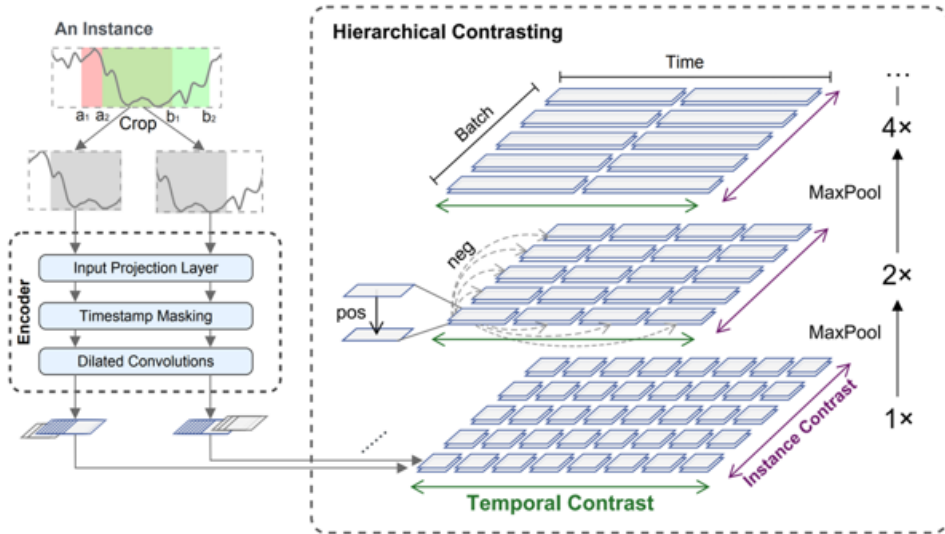 An Instance
a₁ a₂ b₁ b₂
Crop
Encoder
Input Projection Layer
Timestamp Masking
Dilated Convolutions
Hierarchical Contrasting
Time
Batch
...
4×
MaxPool
neg
2×
pos
MaxPool
1×
Instance Contrast
Temporal Contrast